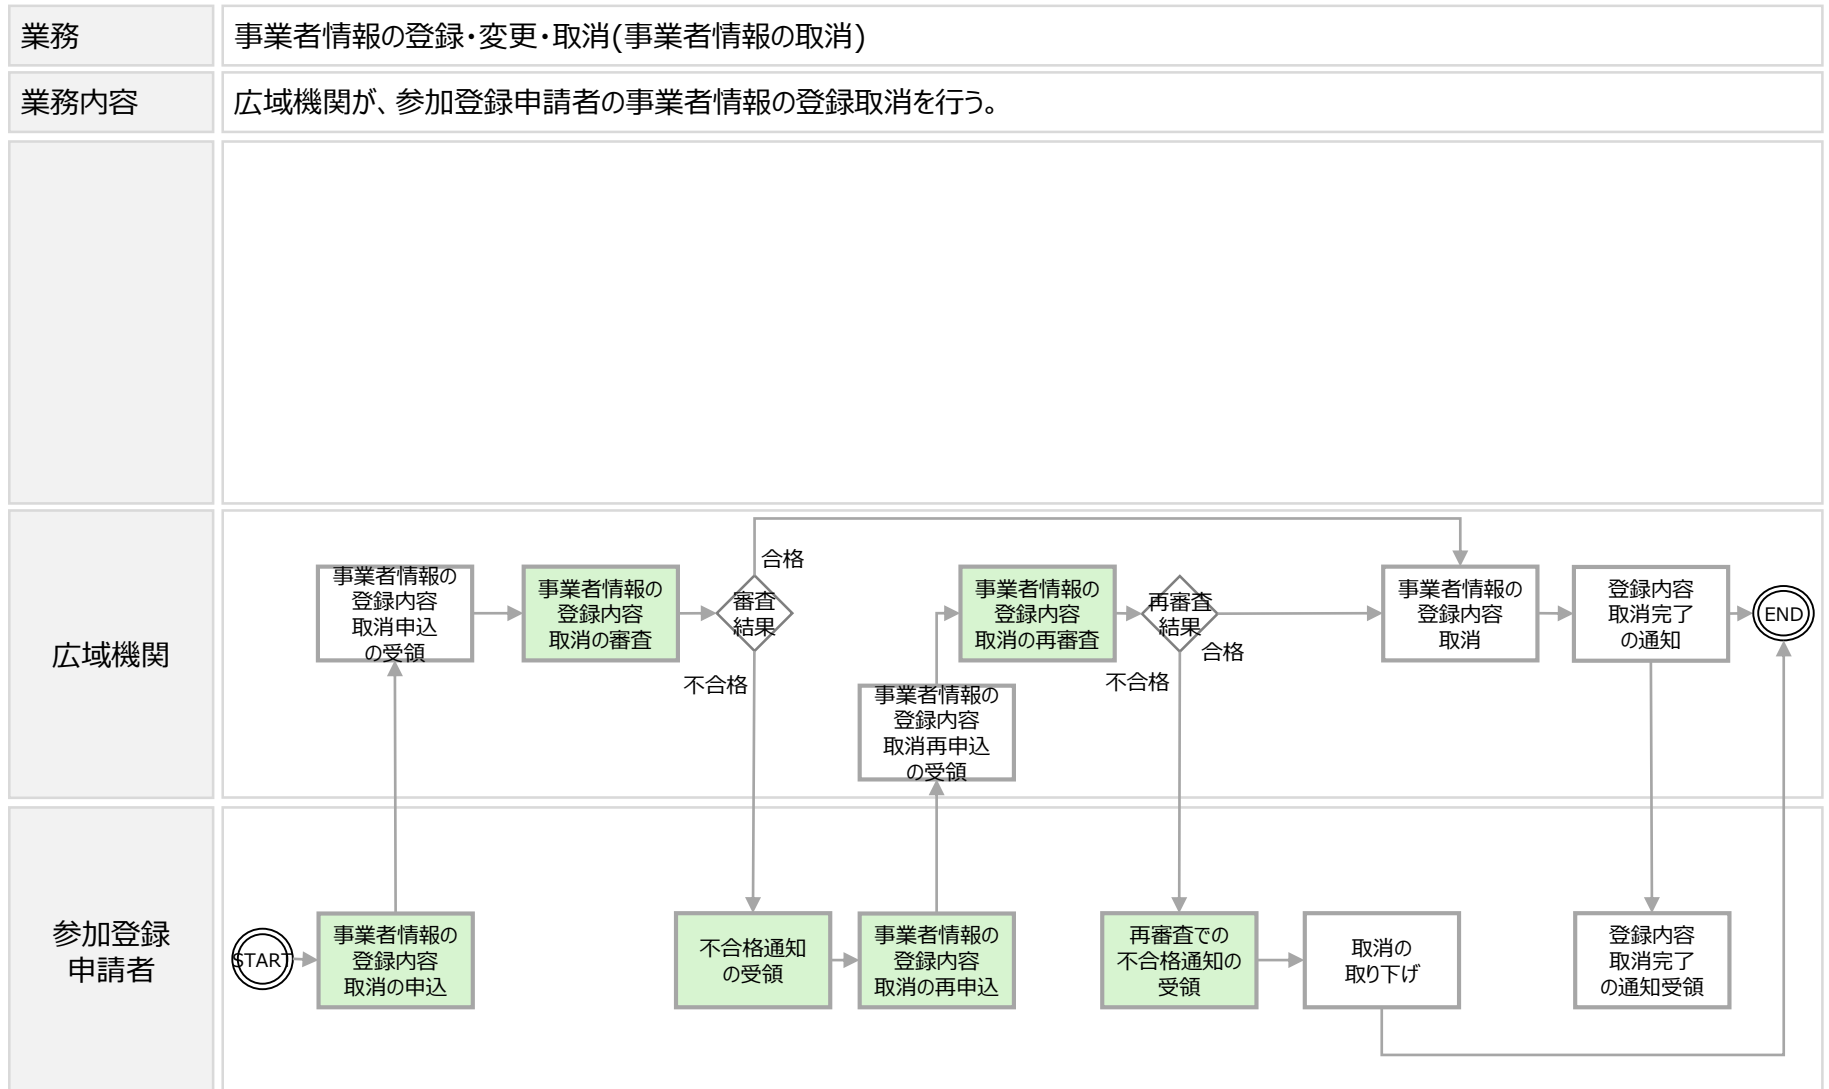 業務
事業者情報の登録・変更・取消(事業者情報の取消)
業務内容
広域機関が、参加登録申請者の事業者情報の登録取消を行う。
広域機関
事業者情報の
登録内容
取消申込
の受領
事業者情報の
登録内容
取消の審査
審査
結果
合格
不合格
事業者情報の
登録内容
取消再申込
の受領
事業者情報の
登録内容
取消の再審査
再審査
結果
合格
不合格
事業者情報の
登録内容
取消
登録内容
取消完了
の通知
END
参加登録
申請者
START
事業者情報の
登録内容
取消の申込
不合格通知
の受領
事業者情報の
登録内容
取消の再申込
再審査での
不合格通知の
受領
取消の
取り下げ
登録内容
取消完了
の通知受領